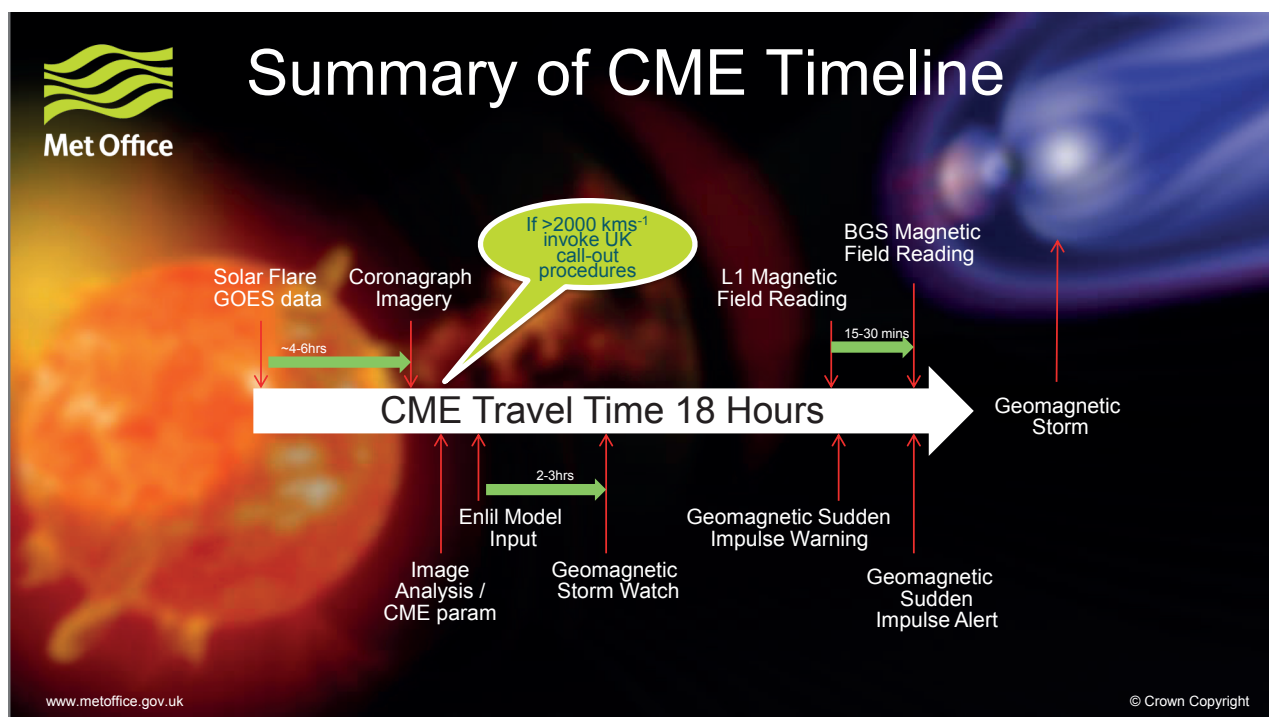 Summary of CME Timeline
Met Office
If >2000 kms-1
invoke UK
call-out
procedures
BGS Magnetic
Field Reading
Solar Flare
GOES data
Coronagraph
Imagery
L1 Magnetic
Field Reading
~4-6hrs
15-30 mins
CME Travel Time 18 Hours
Geomagnetic
Storm
2-3hrs
Enlil Model
Input
Geomagnetic Sudden
Impulse Warning
Image
Analysis /
CME param
Geomagnetic
Storm Watch
Geomagnetic
Sudden
Impulse Alert
www.metoffice.gov.uk
© Crown Copyright